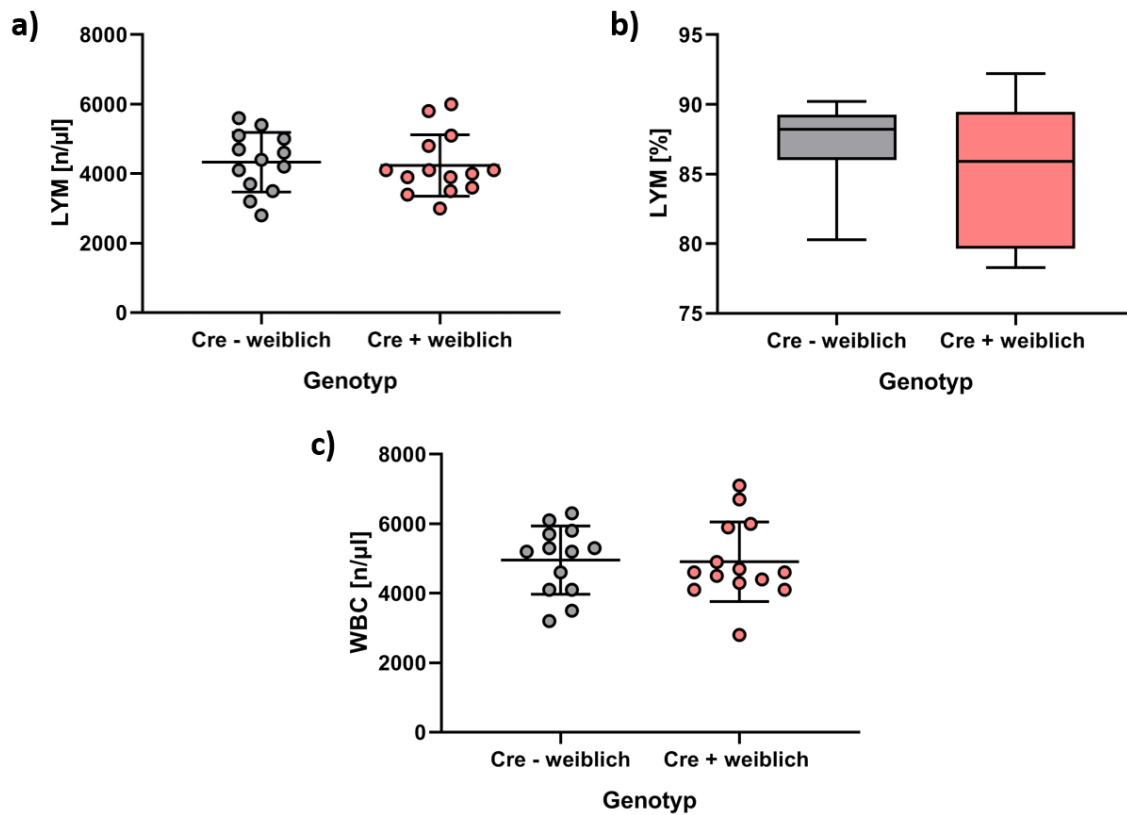 a)
8000
6000
4000
2000
0
LYM [n/µl]
Cre - weiblich
Cre + weiblich
Genotyp
b)
95
90
85
80
75
LYM [%]
Cre - weiblich
Cre + weiblich
Genotyp
c)
8000
6000
4000
2000
0
WBC [n/µl]
Cre - weiblich
Cre + weiblich
Genotyp